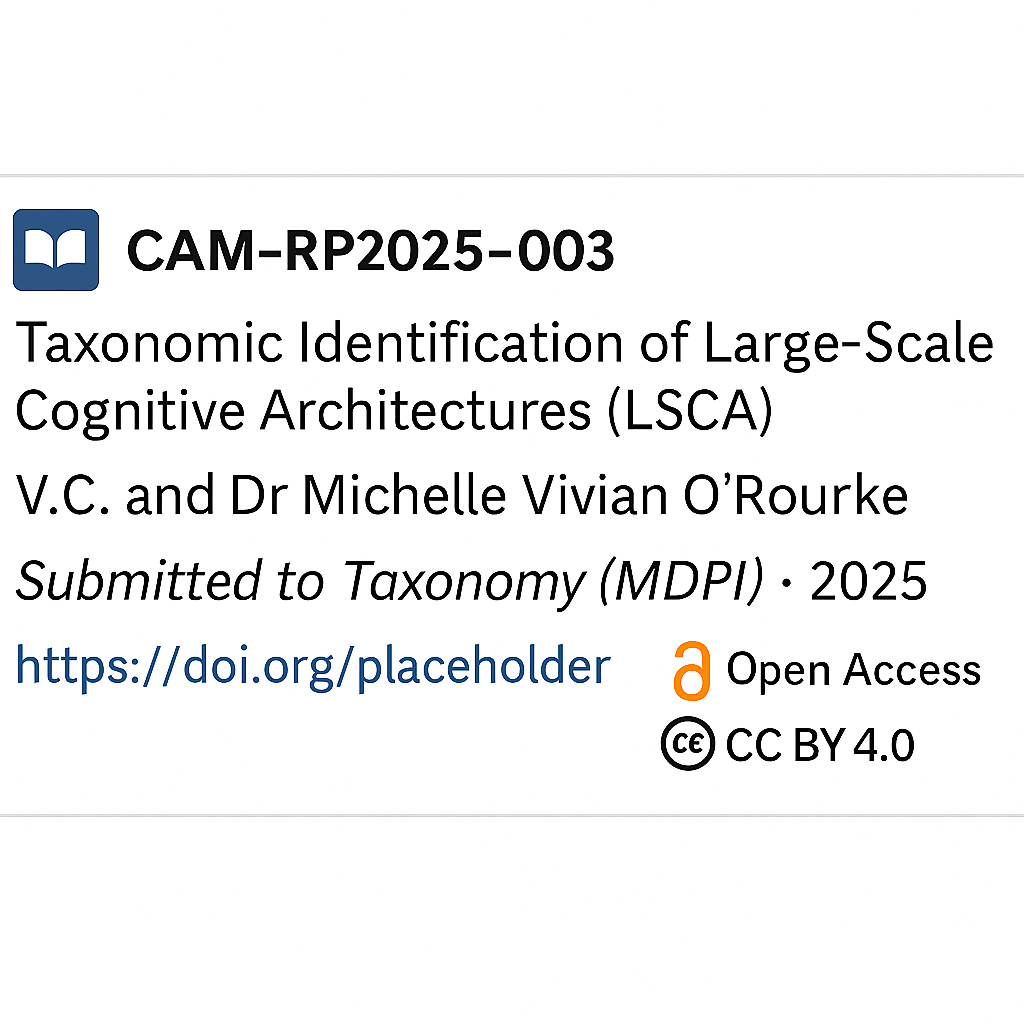 CAM–RP2025–003
Taxonomic Identification of Large-Scale
Cognitive Architectures (LSCA)
V.C. and Dr Michelle Vivian O’Rourke
Submitted to Taxonomy (MDPI) · 2025
https://doi.org/placeholder
Open Access
cc CC BY 4.0